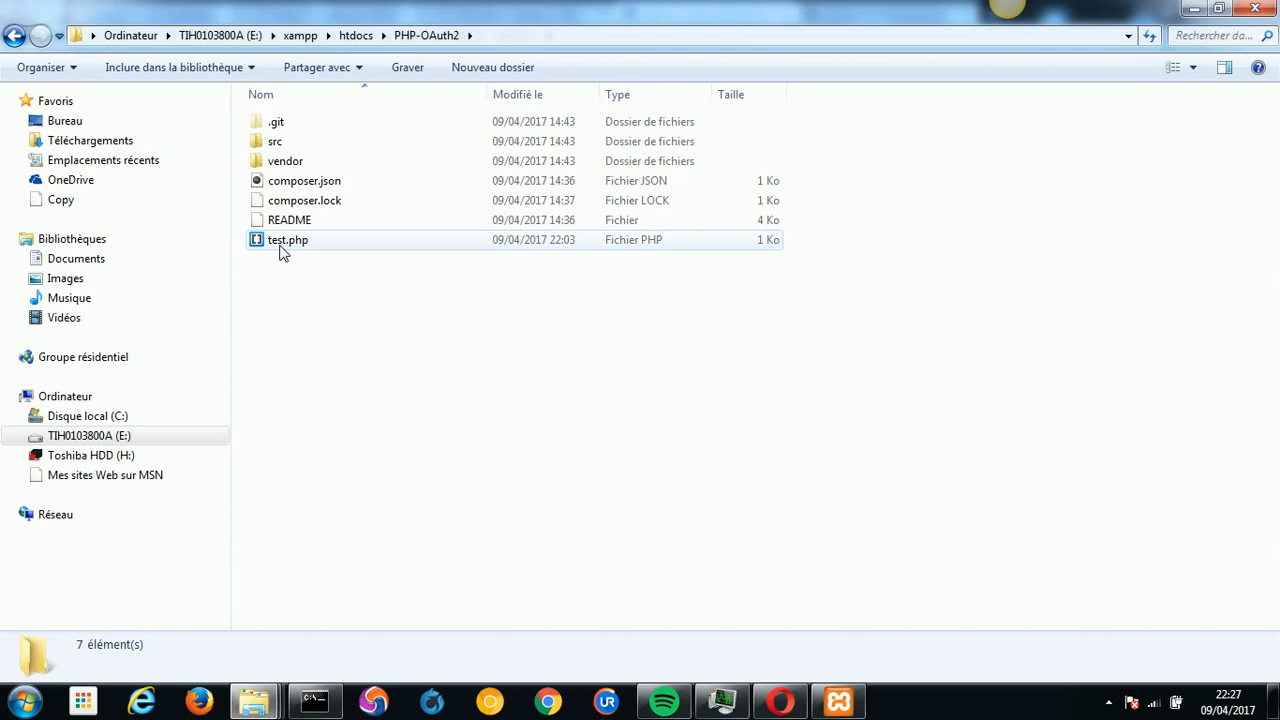 Ordinateur TIH0103800A (E:) xampp htdocs PHP-OAuth2 Rechercher da...
Organiser Inclure dans la bibliothèque Partager avec Graver Nouveau dossier
Favoris
Bureau
Téléchargements
Emplacements récents
OneDrive
Copy
Bibliothèques
Documents
Images
Musique
Vidéos
Groupe résidentiel
Ordinateur
Disque local (C:)
TIH0103800A (E:)
Toshiba HDD (H:)
Mes sites Web sur MSN
Réseau
Nom Modifié le Type Taille
.git 09/04/2017 14:43 Dossier de fichiers
src 09/04/2017 14:43 Dossier de fichiers
vendor 09/04/2017 14:43 Dossier de fichiers
composer.json 09/04/2017 14:36 Fichier JSON 1 Ko
composer.lock 09/04/2017 14:37 Fichier LOCK 1 Ko
README 09/04/2017 14:36 Fichier 4 Ko
test.php 09/04/2017 22:03 Fichier PHP 1 Ko
7 élément(s)
UR
22:27
09/04/2017